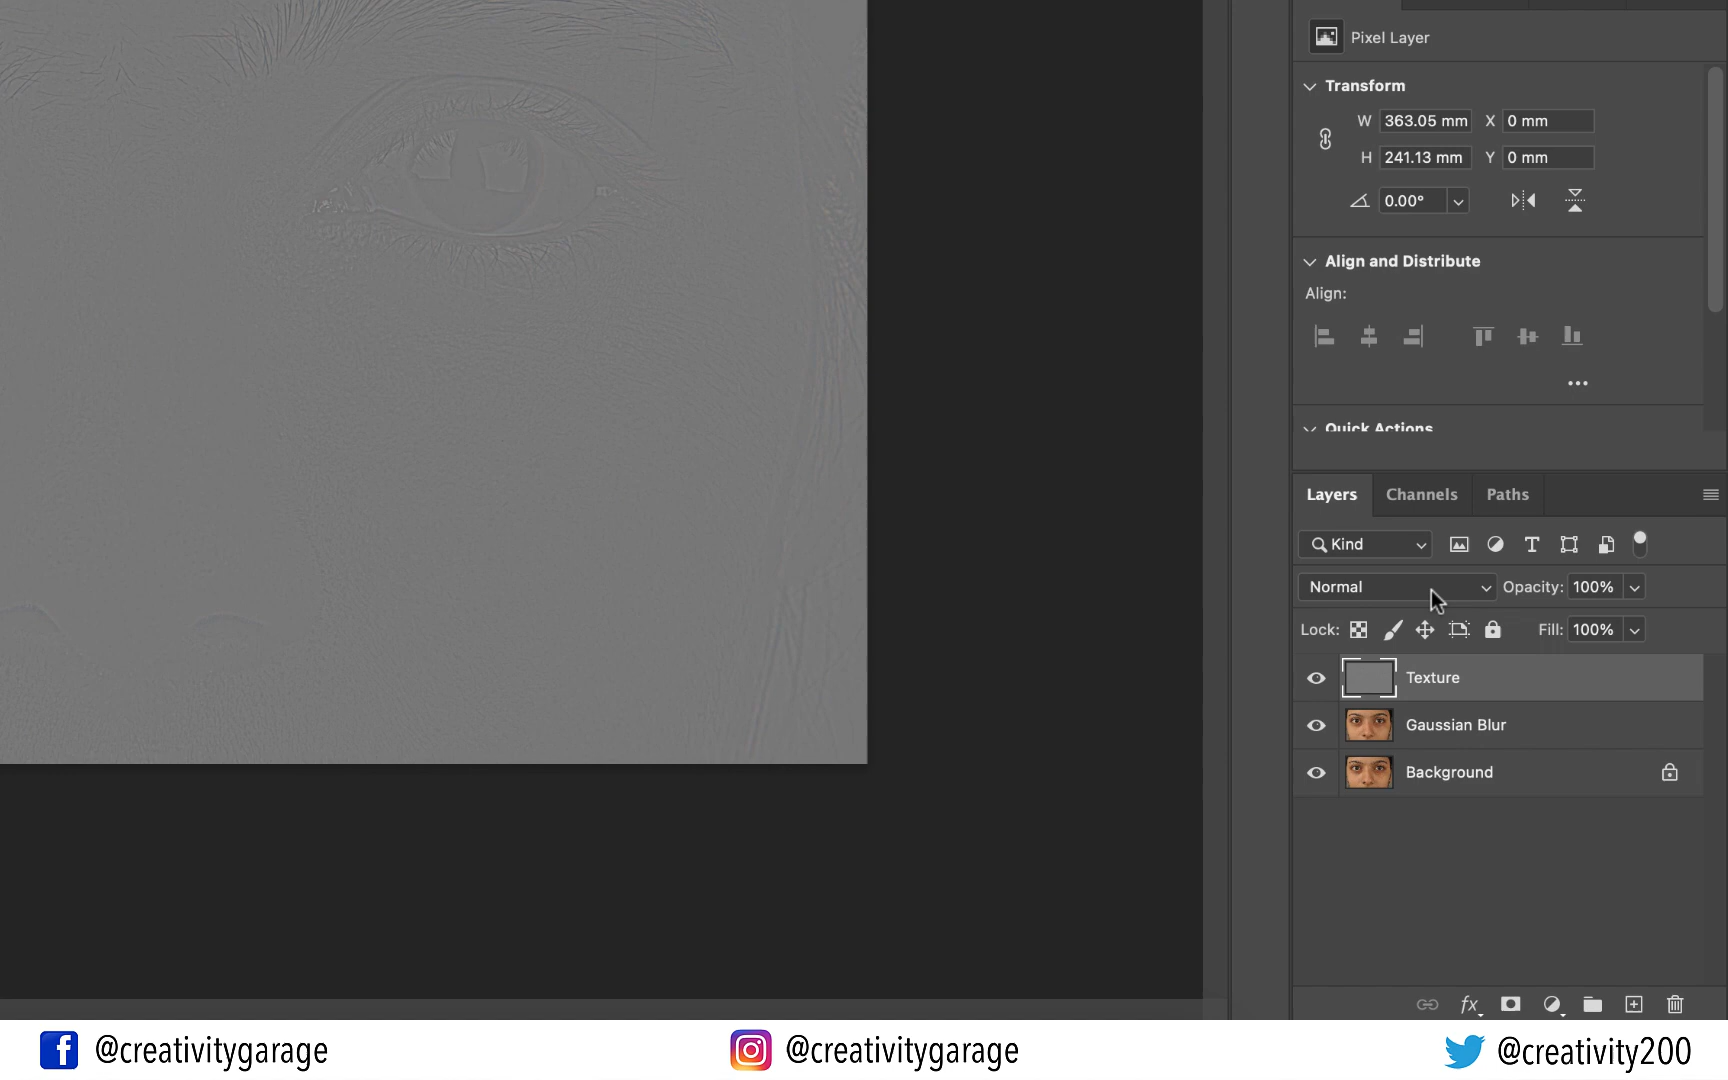 Pixel Layer
Transform
W 363.05 mm X 0 mm
H 241.13 mm Y 0 mm
0.00°
Align and Distribute
Align:
Quick Actions
Layers Channels Paths
Kind
Normal Opacity: 100%
Lock: Fill: 100%
Texture
Gaussian Blur
Background
fx
@creativitygarage @creativitygarage @creativity200